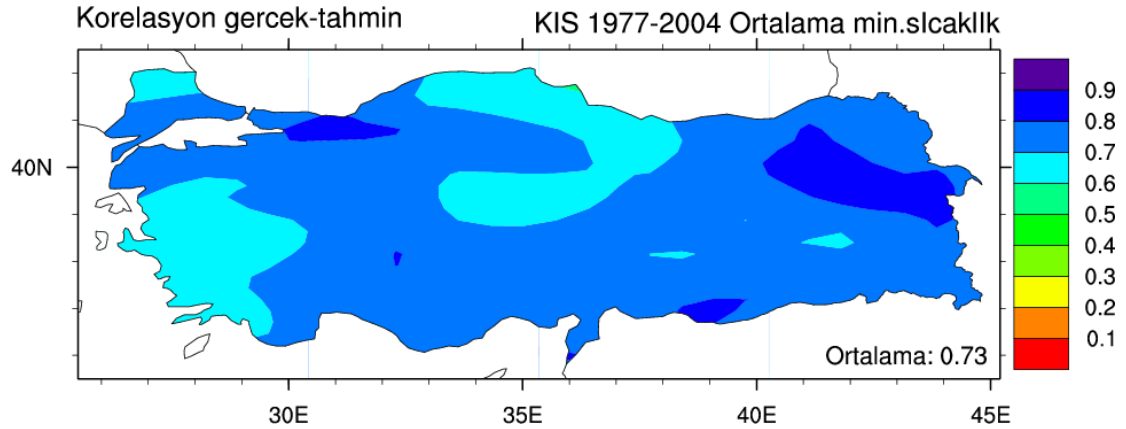 Korelasyon gercek-tahmin
KIS 1977-2004 Ortalama min.sIcaklIk
40N
0.9
0.8
0.7
0.6
0.5
0.4
0.3
0.2
0.1
Ortalama: 0.73
30E
35E
40E
45E